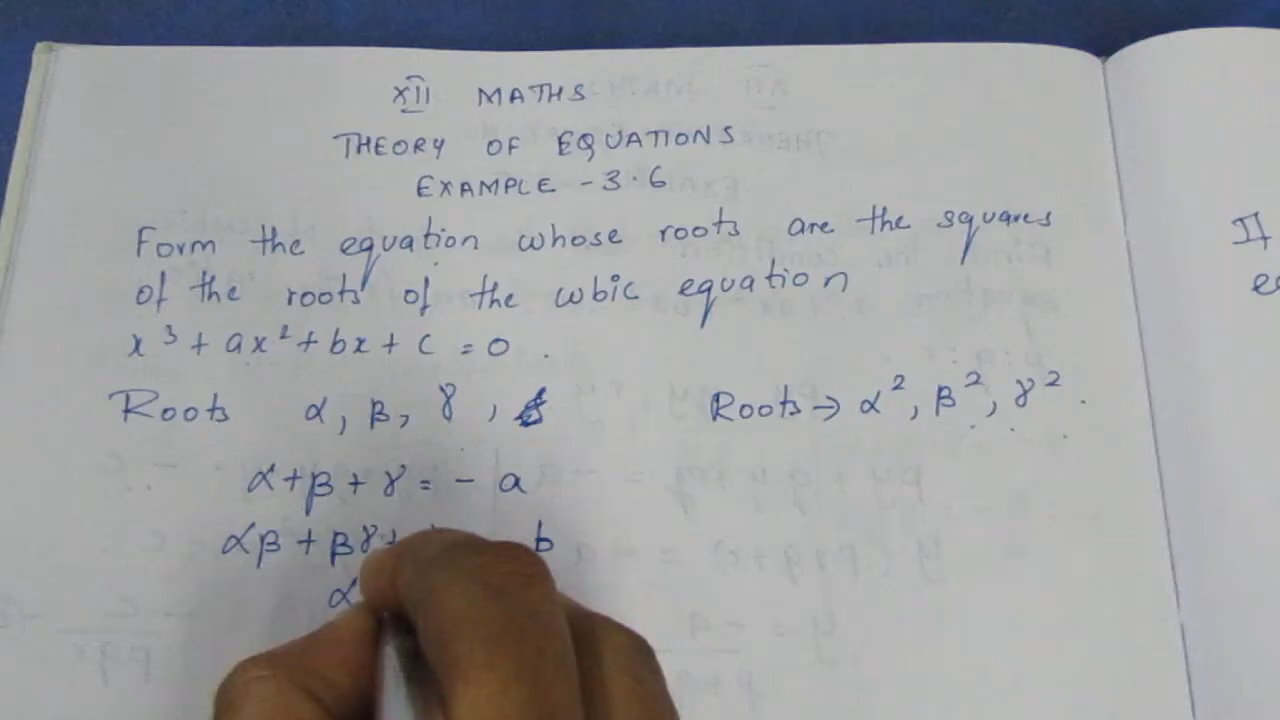 XII MATHS
THEORY OF EQUATIONS
EXAMPLE - 3.6
Form the equation whose roots are the squares
of the roots of the cubic equation
x³ + ax² + bx + c = 0 .
Roots α, β, γ,
Roots → α², β², γ² .
α + β + γ = - a
αβ + βγ + b
α
If